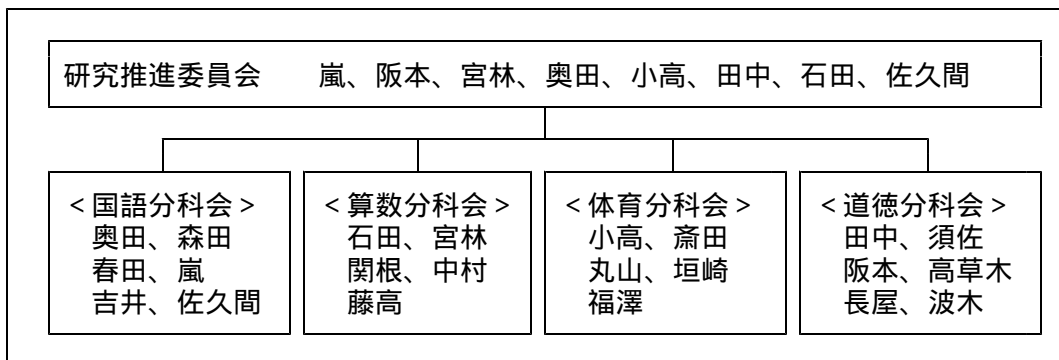 研究推進委員会　　嵐、阪本、宮林、奥田、小高、田中、石田、佐久間
＜国語分科会＞
奥田、森田
春田、嵐
吉井、佐久間
＜算数分科会＞
石田、宮林
関根、中村
藤高
＜体育分科会＞
小高、斎田
丸山、垣崎
福澤
＜道徳分科会＞
田中、須佐
阪本、高草木
長屋、波木